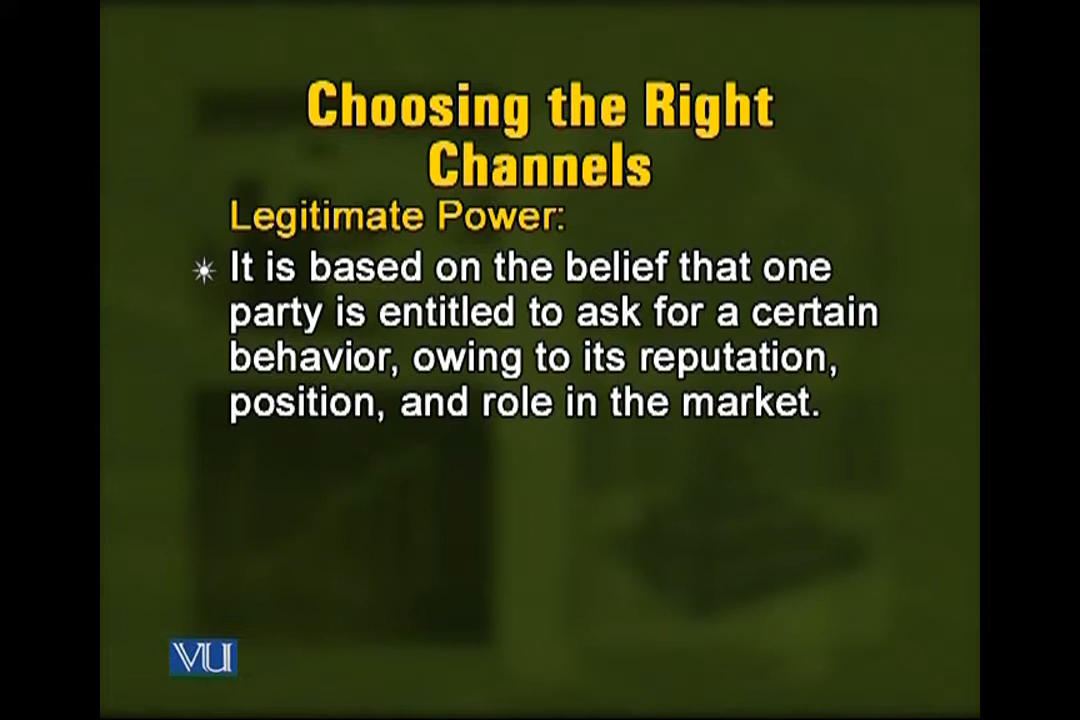 Choosing the Right
Channels
Legitimate Power:
It is based on the belief that one
party is entitled to ask for a certain
behavior, owing to its reputation,
position, and role in the market.
VU